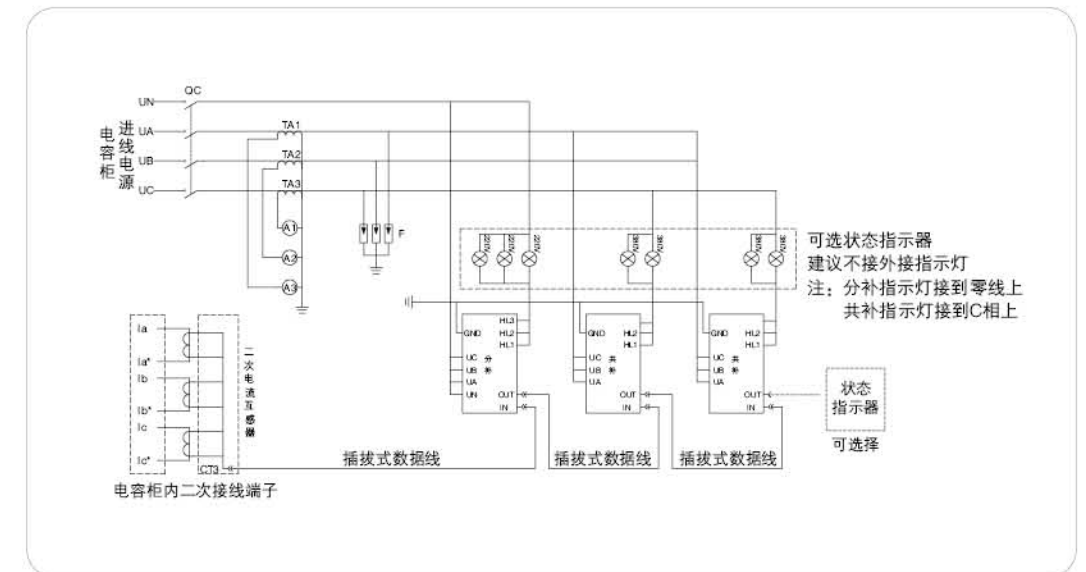 QC
UN
UA
UB
UC
电容柜
进线电源
TA1
TA2
TA3
A1
A2
A3
F
220V
220V
220V
380V
380V
380V
380V
可选状态指示器
建议不接外接指示灯
注：分补指示灯接到零线上
共补指示灯接到C相上
GND
HL3
HL2
HL1
UC
UB
UA
UN
分补
OUT
IN
GND
HL2
HL1
UC
UB
UA
共补
OUT
IN
GND
HL2
HL1
UC
UB
UA
共补
OUT
IN
状态
指示器
可选择
Ia
Ia*
Ib
Ib*
Ic
Ic*
二次电流互感器
CT3
插拔式数据线
插拔式数据线
插拔式数据线
电容柜内二次接线端子